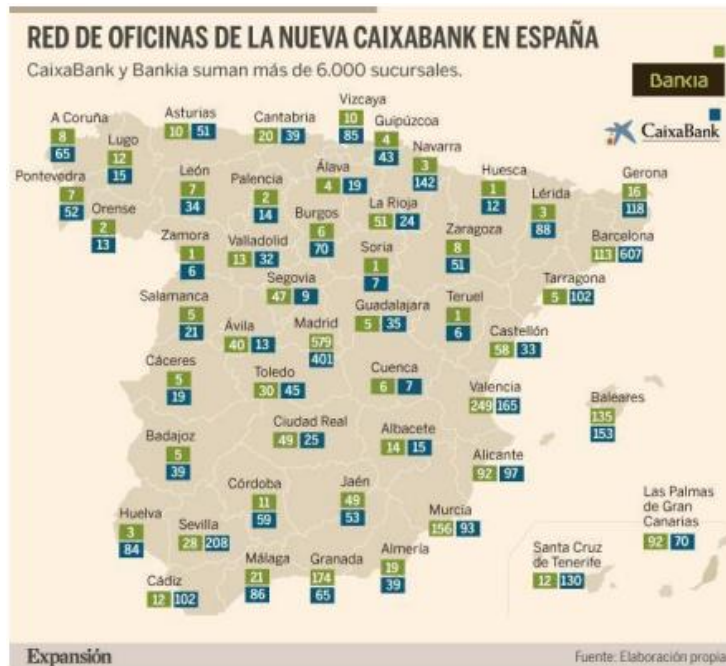 RED DE OFICINAS DE LA NUEVA CAIXABANK EN ESPAÑA
CaixaBank y Bankia suman más de 6.000 sucursales.
Bankia
CaixaBank
A Coruña
8
65
Lugo
12
15
Asturias
10 51
Cantabria
20 39
Vizcaya
10
85
Guipúzcoa
4
43
Navarra
3
142
Pontevedra
7
52
Orense
2
13
León
7
34
Palencia
2
14
Álava
4 19
Burgos
6
70
La Rioja
51 24
Huesca
1
12
Lérida
3
88
Gerona
16
118
Barcelona
113 607
Zamora
1
6
Valladolid
13 32
Soria
1
7
Zaragoza
8
51
Tarragona
5 102
Segovia
47 9
Salamanca
5
21
Ávila
40 13
Madrid
579
401
Guadalajara
5 35
Teruel
1
6
Castellón
58 33
Cáceres
5
19
Toledo
30 45
Cuenca
6 7
Valencia
249 165
Baleares
135
153
Ciudad Real
49 25
Albacete
14 15
Badajoz
5
39
Alicante
92 97
Córdoba
11
59
Jaén
49
53
Murcia
156 93
Huelva
3
84
Sevilla
28 208
Cádiz
12 102
Málaga
21
86
Granada
174
65
Almería
19
39
Las Palmas
de Gran
Canarias
92 70
Santa Cruz
de Tenerife
12 130
Expansión
Fuente: Elaboración propia